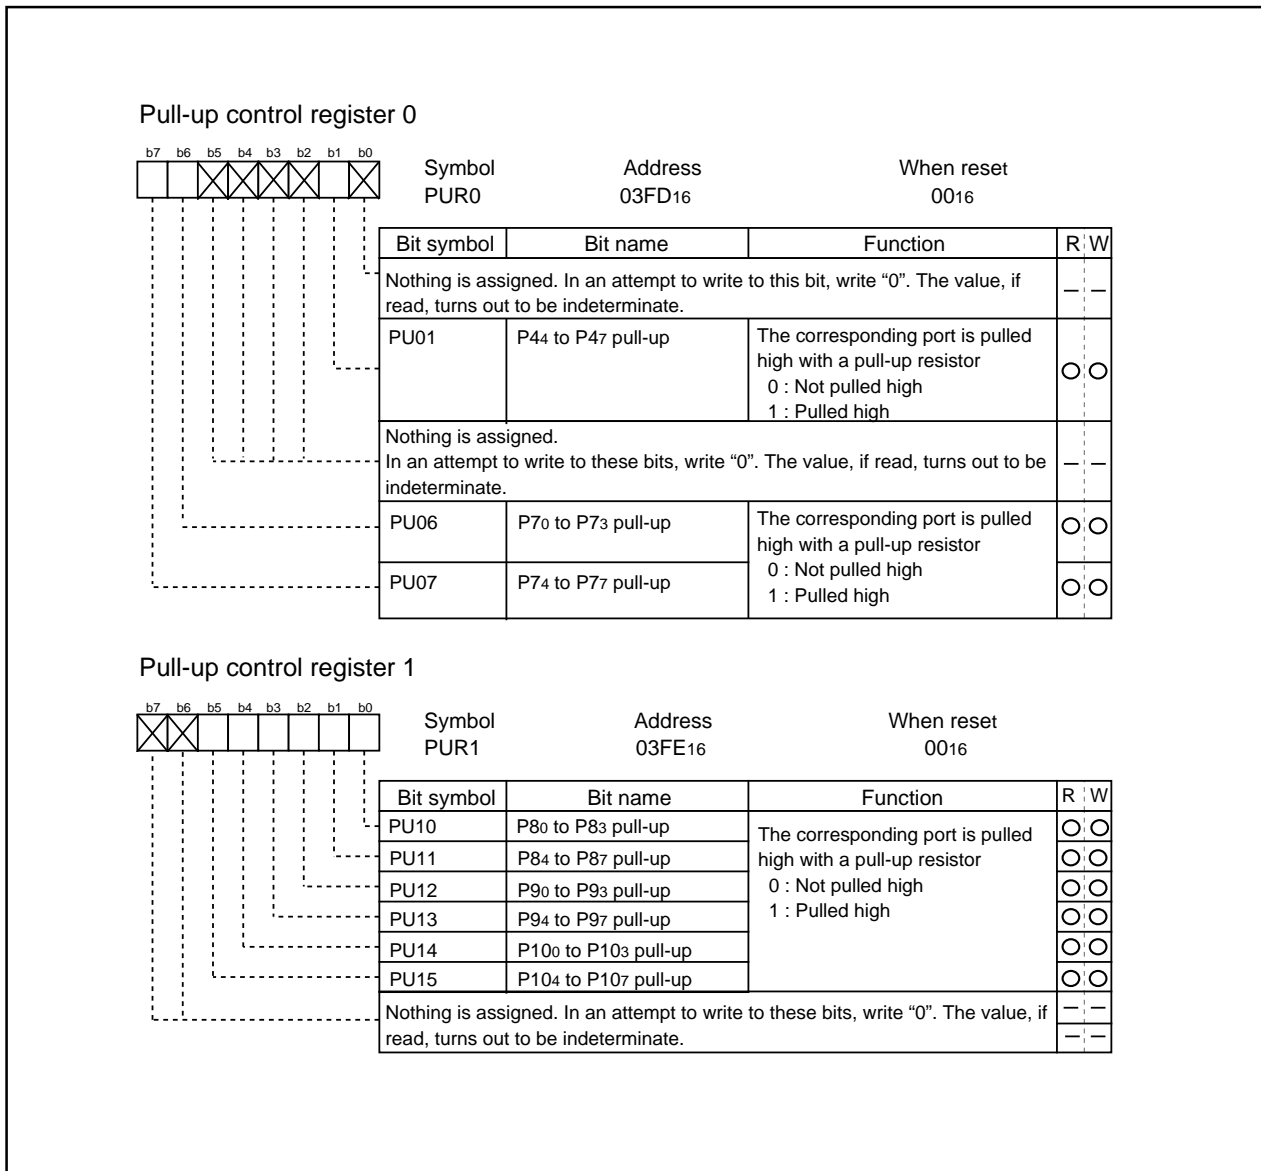 Pull-up control register 0
b7 b6 b5 b4 b3 b2 b1 b0
Symbol Address When reset
PUR0 03FD16 0016
Bit symbol Bit name Function R W
Nothing is assigned. In an attempt to write to this bit, write “0”. The value, if
read, turns out to be indeterminate.
– –
PU01 P44 to P47 pull-up The corresponding port is pulled
high with a pull-up resistor
0 : Not pulled high
1 : Pulled high
Nothing is assigned.
In an attempt to write to these bits, write “0”. The value, if read, turns out to be
indeterminate.
– –
PU06 P70 to P73 pull-up The corresponding port is pulled
high with a pull-up resistor
0 : Not pulled high
PU07 P74 to P77 pull-up 1 : Pulled high
Pull-up control register 1
b7 b6 b5 b4 b3 b2 b1 b0
Symbol Address When reset
PUR1 03FE16 0016
Bit symbol Bit name Function R W
PU10 P80 to P83 pull-up The corresponding port is pulled
PU11 P84 to P87 pull-up high with a pull-up resistor
PU12 P90 to P93 pull-up 0 : Not pulled high
PU13 P94 to P97 pull-up 1 : Pulled high
PU14 P100 to P103 pull-up
PU15 P104 to P107 pull-up
Nothing is assigned. In an attempt to write to these bits, write “0”. The value, if – –
read, turns out to be indeterminate. – –